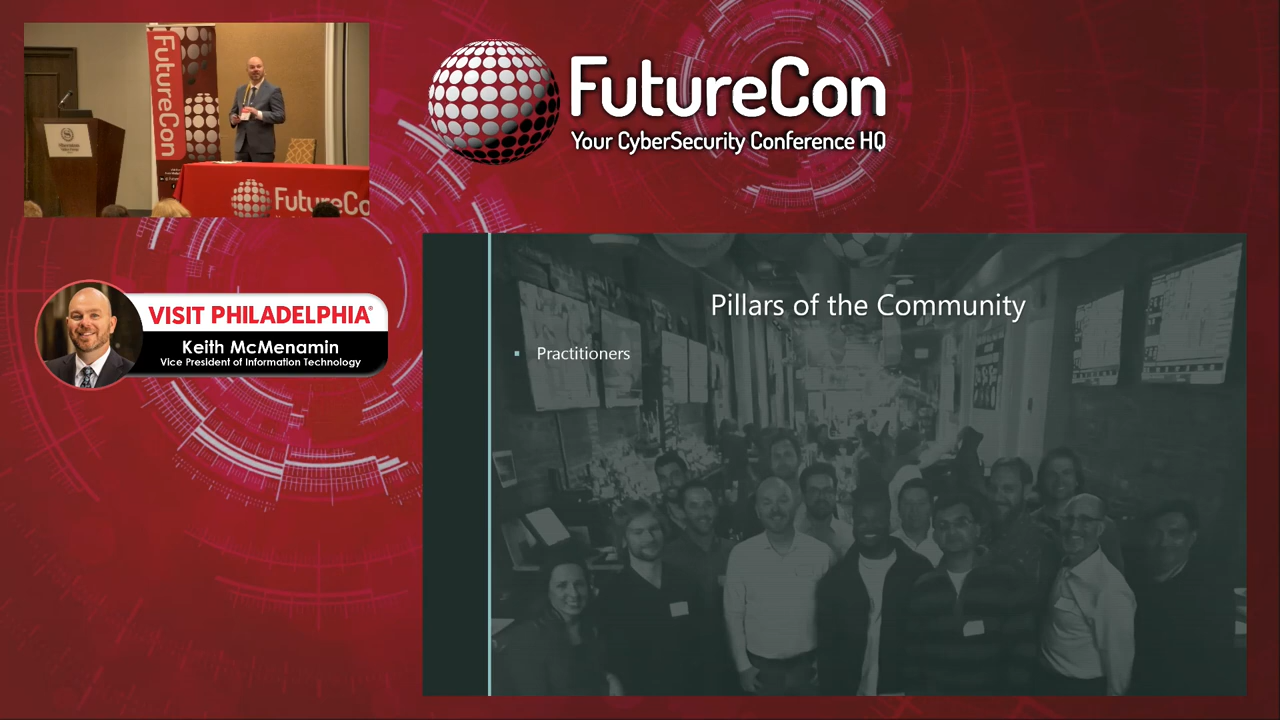 FutureCon
FutureCon
Your CyberSecurity Conference HQ
FutureCo
VISIT PHILADELPHIA®
Keith McMenamin
Vice President of Information Technology
Pillars of the Community
Practitioners